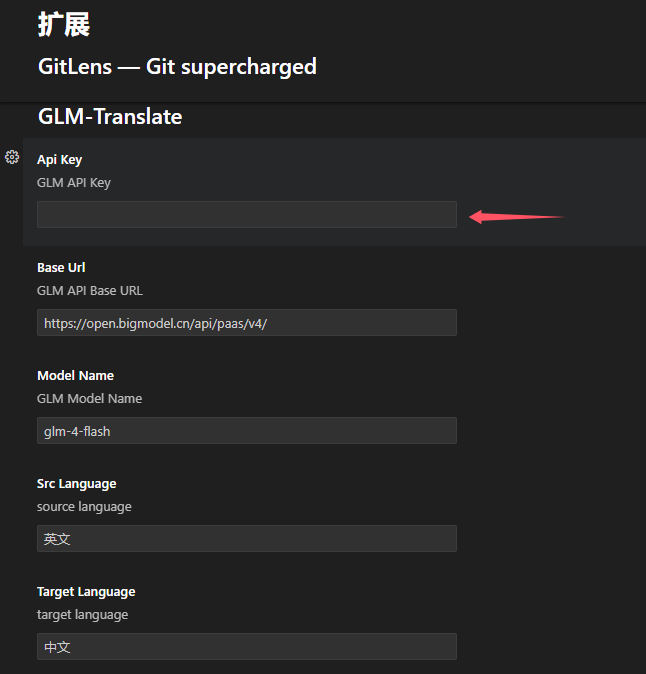 扩展
GitLens — Git supercharged
GLM-Translate
Api Key
GLM API Key
Base Url
GLM API Base URL
https://open.bigmodel.cn/api/paas/v4/
Model Name
GLM Model Name
glm-4-flash
Src Language
source language
英文
Target Language
target language
中文